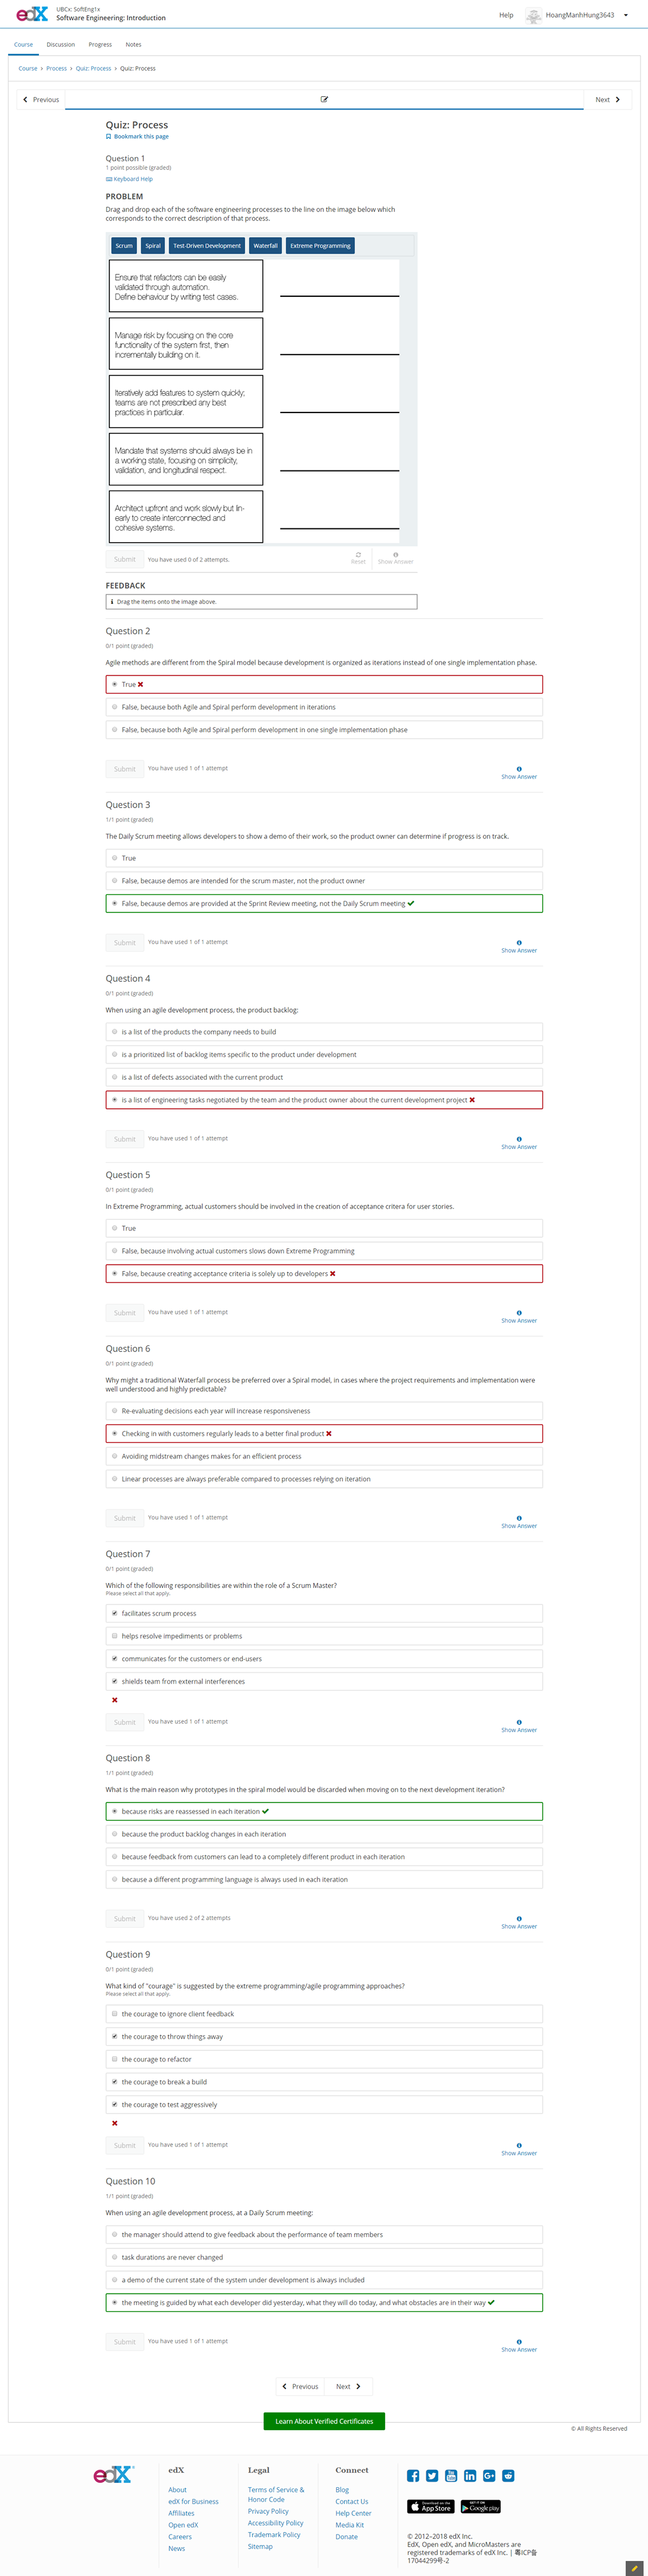 edX
UBCx: SoftEng1x
Software Engineering: Introduction
Help
HoangManhHung3643
Course
Discussion
Progress
Notes
Course > Process > Quiz: Process > Quiz: Process
Previous
Next
Quiz: Process
Bookmark this page
Question 1
1 point possible (graded)
Keyboard Help
PROBLEM
Drag and drop each of the software engineering processes to the line on the image below which
corresponds to the correct description of that process.
Scrum
Spiral
Test-Driven Development
Waterfall
Extreme Programming
Ensure that refactors can be easily
validated through automation.
Define behaviour by writing test cases.
Manage risk by focusing on the core
functionality of the system first, then
incrementally building on it.
Iteratively add features to system quickly;
teams are not prescribed any best
practices in particular.
Mandate that systems should always be in
a working state, focusing on simplicity,
validation, and longitudinal respect.
Architect upfront and work slowly but lin-
early to create interconnected and
cohesive systems.
Submit
You have used 0 of 2 attempts.
Reset
Show Answer
FEEDBACK
Drag the items onto the image above.
Question 2
0/1 point (graded)
Agile methods are different from the Spiral model because development is organized as iterations instead of one single implementation phase.
True
False, because both Agile and Spiral perform development in iterations
False, because both Agile and Spiral perform development in one single implementation phase
Submit
You have used 1 of 1 attempt
Show Answer
Question 3
1/1 point (graded)
The Daily Scrum meeting allows developers to show a demo of their work, so the product owner can determine if progress is on track.
True
False, because demos are intended for the scrum master, not the product owner
False, because demos are provided at the Sprint Review meeting, not the Daily Scrum meeting
Submit
You have used 1 of 1 attempt
Show Answer
Question 4
0/1 point (graded)
When using an agile development process, the product backlog:
is a list of the products the company needs to build
is a prioritized list of backlog items specific to the product under development
is a list of defects associated with the current product
is a list of engineering tasks negotiated by the team and the product owner about the current development project
Submit
You have used 1 of 1 attempt
Show Answer
Question 5
0/1 point (graded)
In Extreme Programming, actual customers should be involved in the creation of acceptance critera for user stories.
True
False, because involving actual customers slows down Extreme Programming
False, because creating acceptance criteria is solely up to developers
Submit
You have used 1 of 1 attempt
Show Answer
Question 6
0/1 point (graded)
Why might a traditional Waterfall process be preferred over a Spiral model, in cases where the project requirements and implementation were
well understood and highly predictable?
Re-evaluating decisions each year will increase responsiveness
Checking in with customers regularly leads to a better final product
Avoiding midstream changes makes for an efficient process
Linear processes are always preferable compared to processes relying on iteration
Submit
You have used 1 of 1 attempt
Show Answer
Question 7
0/1 point (graded)
Which of the following responsibilities are within the role of a Scrum Master?
Please select all that apply.
facilitates scrum process
helps resolve impediments or problems
communicates for the customers or end-users
shields team from external interferences
Submit
You have used 1 of 1 attempt
Show Answer
Question 8
1/1 point (graded)
What is the main reason why prototypes in the spiral model would be discarded when moving on to the next development iteration?
because risks are reassessed in each iteration
because the product backlog changes in each iteration
because feedback from customers can lead to a completely different product in each iteration
because a different programming language is always used in each iteration
Submit
You have used 2 of 2 attempts
Show Answer
Question 9
0/1 point (graded)
What kind of "courage" is suggested by the extreme programming/agile programming approaches?
Please select all that apply.
the courage to ignore client feedback
the courage to throw things away
the courage to refactor
the courage to break a build
the courage to test aggressively
Submit
You have used 1 of 1 attempt
Show Answer
Question 10
1/1 point (graded)
When using an agile development process, at a Daily Scrum meeting:
the manager should attend to give feedback about the performance of team members
task durations are never changed
a demo of the current state of the system under development is always included
the meeting is guided by what each developer did yesterday, what they will do today, and what obstacles are in their way
Submit
You have used 1 of 1 attempt
Show Answer
Previous
Next
Learn About Verified Certificates
© All Rights Reserved
edX
edX
About
edX for Business
Affiliates
Open edX
Careers
News
Legal
Terms of Service &
Honor Code
Privacy Policy
Accessibility Policy
Trademark Policy
Sitemap
Connect
Blog
Contact Us
Help Center
Media Kit
Donate
Download on the
App Store
Google play
© 2012–2018 edX Inc.
EdX, Open edX, and MicroMasters are
registered trademarks of edX Inc. | 粤ICP备
17044299号-2